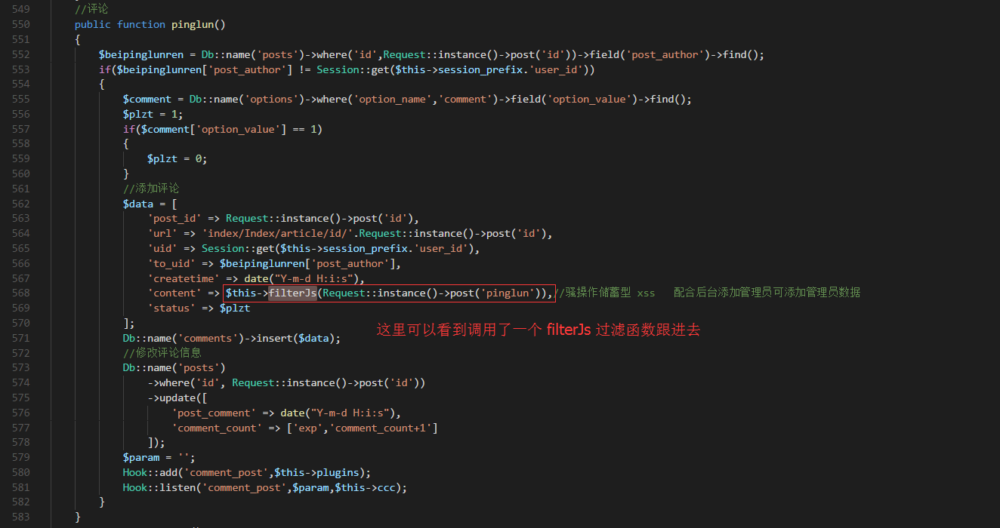 549 //评论
550 public function pinglun()
551 {
552 $beipinglunren = Db::name('posts')->where('id',Request::instance()->post('id'))->field('post_author')->find();
553 if($beipinglunren['post_author'] != Session::get($this->session_prefix.'user_id'))
554 {
555 $comment = Db::name('options')->where('option_name','comment')->field('option_value')->find();
556 $plzt = 1;
557 if($comment['option_value'] == 1)
558 {
559 $plzt = 0;
560 }
561 //添加评论
562 $data = [
563 'post_id' => Request::instance()->post('id'),
564 'url' => 'index/Index/article/id/'.Request::instance()->post('id'),
565 'uid' => Session::get($this->session_prefix.'user_id'),
566 'to_uid' => $beipinglunren['post_author'],
567 'createtime' => date("Y-m-d H:i:s"),
568 'content' => $this->filterJs(Request::instance()->post('pinglun')),//骚操作储蓄型 xss 配合后台添加管理员可添加管理员数据
569 'status' => $plzt
570 ];
这里可以看到调用了一个 filterJs 过滤函数跟进去
571 Db::name('comments')->insert($data);
572 //修改评论信息
573 Db::name('posts')
574 ->where('id', Request::instance()->post('id'))
575 ->update([
576 'post_comment' => date("Y-m-d H:i:s"),
577 'comment_count' => ['exp','comment_count+1']
578 ]);
579 $param = '';
580 Hook::add('comment_post',$this->plugins);
581 Hook::listen('comment_post',$param,$this->ccc);
582 }
583 }